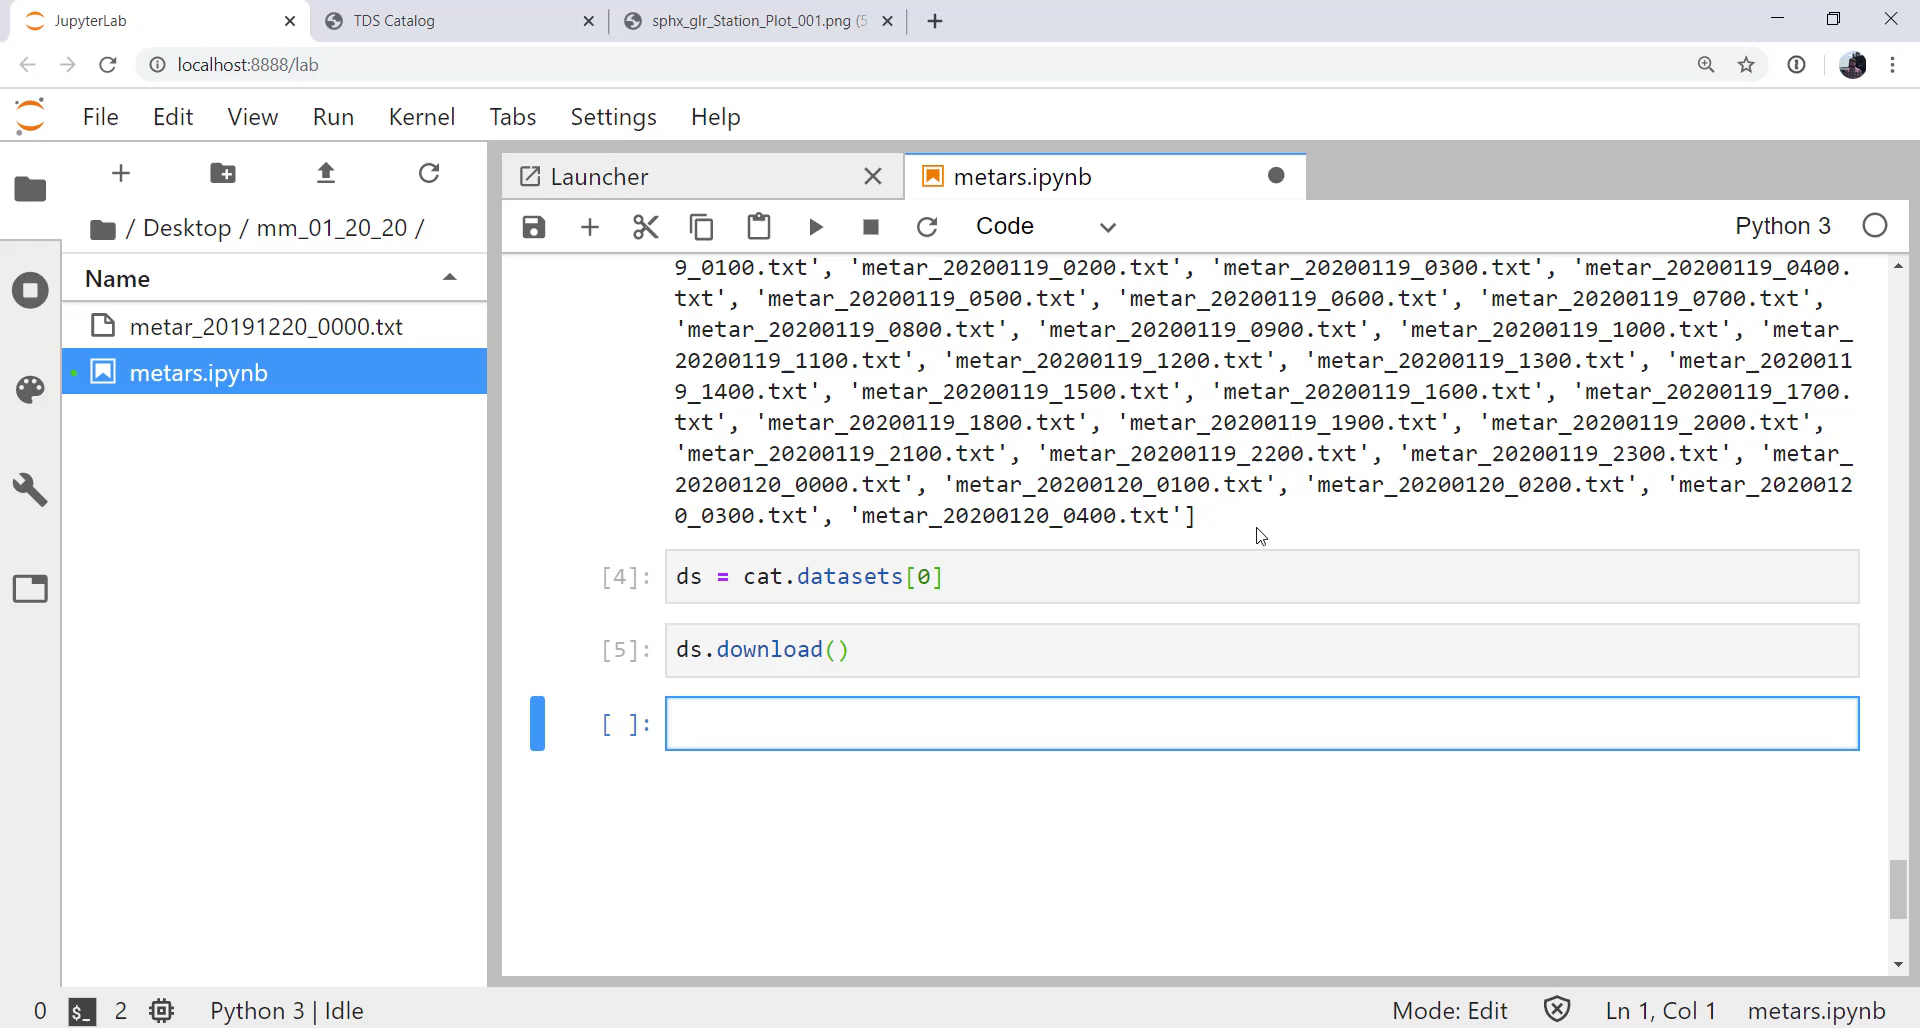 JupyterLab
TDS Catalog
sphx_glr_Station_Plot_001.png (5
localhost:8888/lab
File Edit View Run Kernel Tabs Settings Help
/ Desktop / mm_01_20_20 /
Name
metar_20191220_0000.txt
metars.ipynb
Launcher
metars.ipynb
Code
Python 3
9_0100.txt', 'metar_20200119_0200.txt', 'metar_20200119_0300.txt', 'metar_20200119_0400.
txt', 'metar_20200119_0500.txt', 'metar_20200119_0600.txt', 'metar_20200119_0700.txt',
'metar_20200119_0800.txt', 'metar_20200119_0900.txt', 'metar_20200119_1000.txt', 'metar_
20200119_1100.txt', 'metar_20200119_1200.txt', 'metar_20200119_1300.txt', 'metar_2020011
9_1400.txt', 'metar_20200119_1500.txt', 'metar_20200119_1600.txt', 'metar_20200119_1700.
txt', 'metar_20200119_1800.txt', 'metar_20200119_1900.txt', 'metar_20200119_2000.txt',
'metar_20200119_2100.txt', 'metar_20200119_2200.txt', 'metar_20200119_2300.txt', 'metar_
20200120_0000.txt', 'metar_20200120_0100.txt', 'metar_20200120_0200.txt', 'metar_2020012
0_0300.txt', 'metar_20200120_0400.txt']
[4]: ds = cat.datasets[0]
[5]: ds.download()
[ ]:
0 $_ 2 Python 3 | Idle Mode: Edit Ln 1, Col 1 metars.ipynb